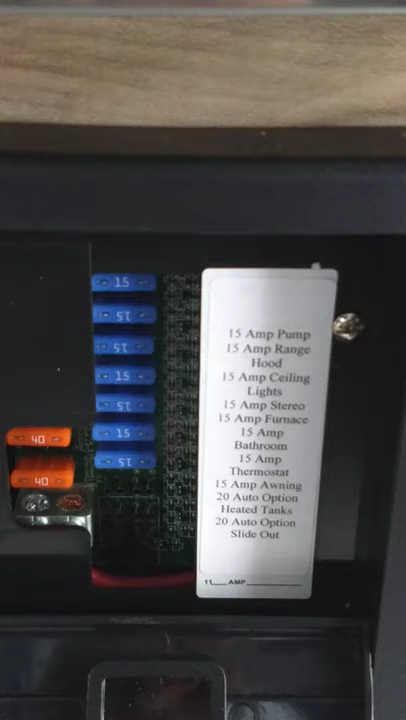 15
15
15
15
15
15
15
40
40
15 Amp Pump
15 Amp Range
Hood
15 Amp Ceiling
Lights
15 Amp Stereo
15 Amp Furnace
15 Amp
Bathroom
15 Amp
Thermostat
15 Amp Awning
20 Auto Option
Heated Tanks
20 Auto Option
Slide Out
11___ AMP___________